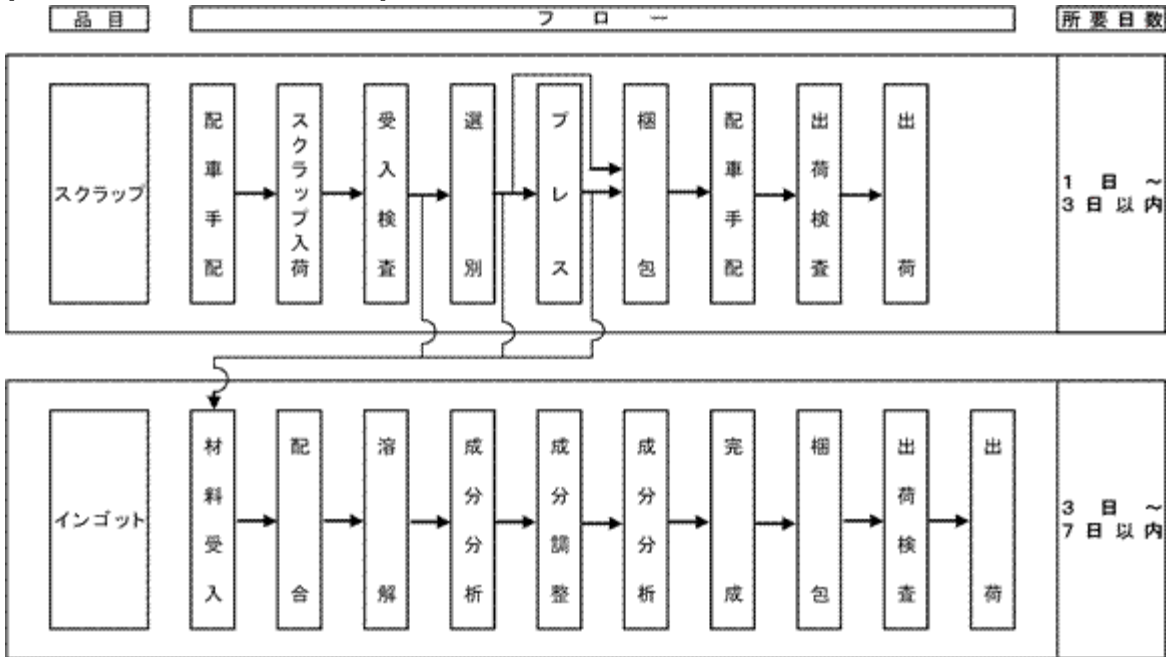 品目
フロー
所要日数
スクラップ
配車手配
スクラップ入荷
受入検査
選別
プレス
梱包
配車手配
出荷検査
出荷
1日～
3日以内
インゴット
材料受入
配合
溶解
成分分析
成分調整
成分分析
完成
梱包
出荷検査
出荷
3日～
7日以内